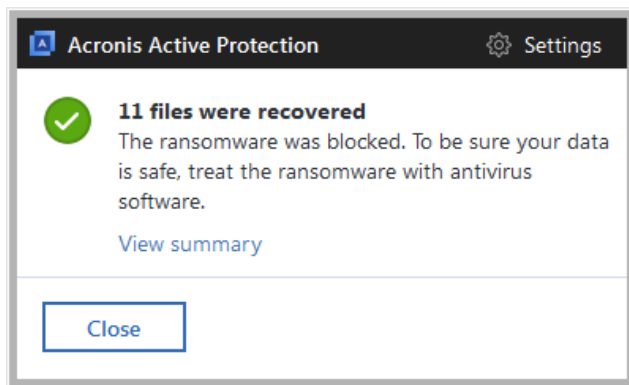 Acronis Active Protection
Settings
11 files were recovered
The ransomware was blocked. To be sure your data
is safe, treat the ransomware with antivirus
software.
View summary
Close